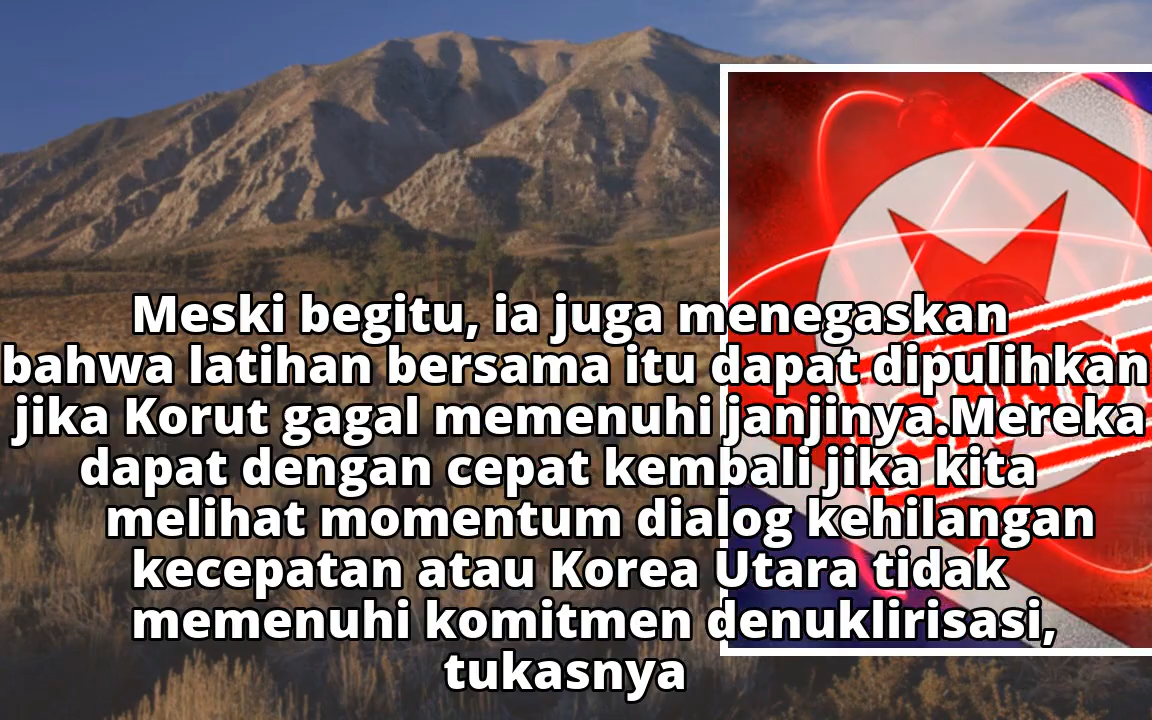 Meski begitu, ia juga menegaskan
bahwa latihan bersama itu dapat dipulihkan
jika Korut gagal memenuhi janjinya.Mereka
dapat dengan cepat kembali jika kita
melihat momentum dialog kehilangan
kecepatan atau Korea Utara tidak
memenuhi komitmen denuklirisasi,
tukasnya